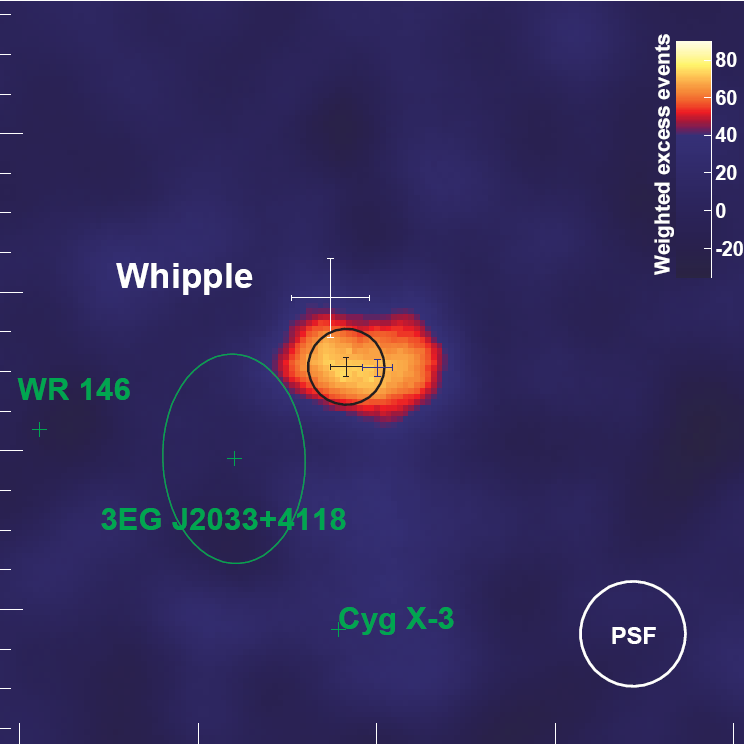 Weighted excess events
80
60
40
20
0
-20
Whipple
WR 146
3EG J2033+4118
Cyg X-3
PSF